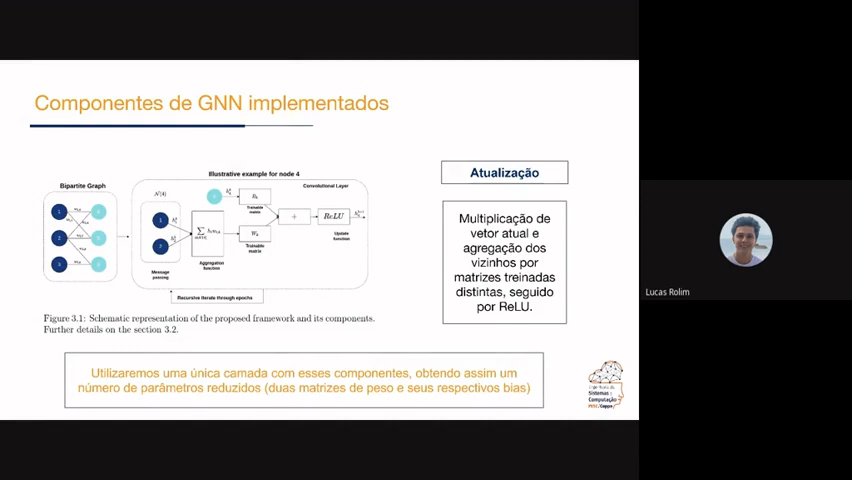 Componentes de GNN implementados
Illustrative example for node 4
Bipartite Graph
Convolutional Layer
N(4)
Trainable
matrix
ReLU
Update
function
Trainable
matrix
Aggregation
function
Message
passing
Recursive iterate through epochs
Figure 3.1: Schematic representation of the proposed framework and its components.
Further details on the section 3.2.
Atualização
Multiplicação de
vetor atual e
agregação dos
vizinhos por
matrizes treinadas
distintas, seguido
por ReLU.
Utilizaremos uma única camada com esses componentes, obtendo assim um
número de parâmetros reduzidos (duas matrizes de peso e seus respectivos bias)
Sistemas
Computação
Lucas Rolim